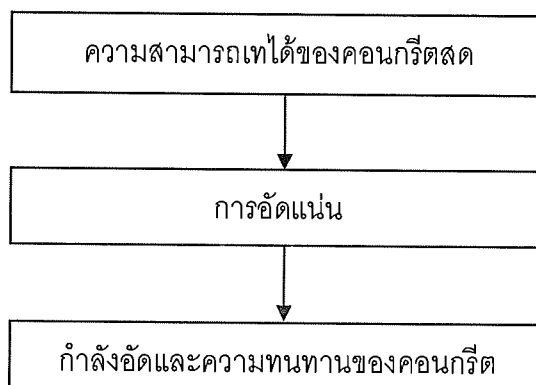 ความสามารถเทได้ของคอนกรีตสด
การอัดแน่น
กำลังอัดและความทนทานของคอนกรีต